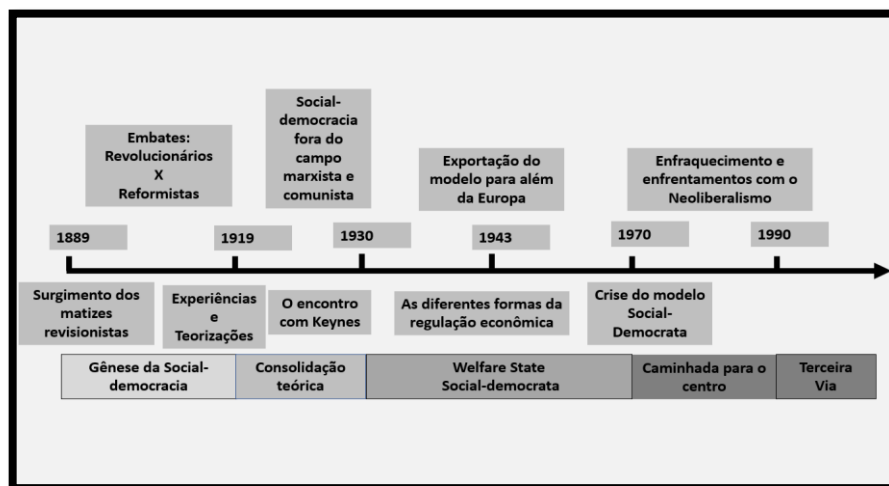 Embates:
Revolucionários
X
Reformistas
Social-
democracia
fora do
campo
marxista e
comunista
Exportação do
modelo para além
da Europa
Enfraquecimento e
enfrentamentos com o
Neoliberalismo
1889
1919
1930
1943
1970
1990
Surgimento dos
matizes
revisionistas
Experiências
e
Teorizações
O encontro
com Keynes
As diferentes formas da
regulação econômica
Crise do modelo
Social-
Democrata
Gênese da Social-
democracia
Consolidação
teórica
Welfare State
Social-democrata
Caminhada para o
centro
Terceira
Via